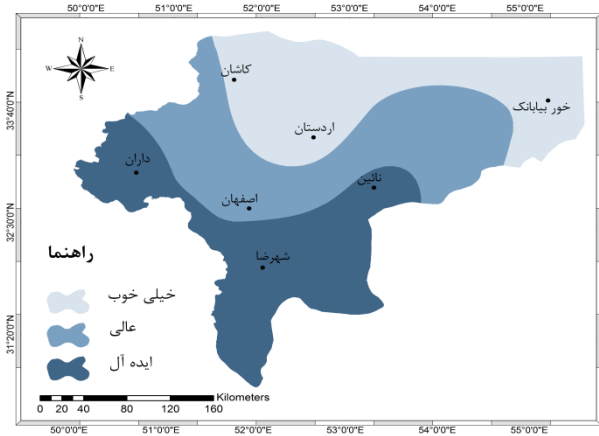 50°0'0"E 51°0'0"E 52°0'0"E 53°0'0"E 54°0'0"E 55°0'0"E
N
W E
S
33°40'0"N
32°30'0"N
31°20'0"N
کاشان
خور بیابانک
اردستان
داران
نائین
اصفهان
شهرضا
راهنما
خیلی خوب
عالی
ایده آل
Kilometers
0 10 20 40 80 120 160
50°0'0"E 51°0'0"E 52°0'0"E 53°0'0"E 54°0'0"E 55°0'0"E